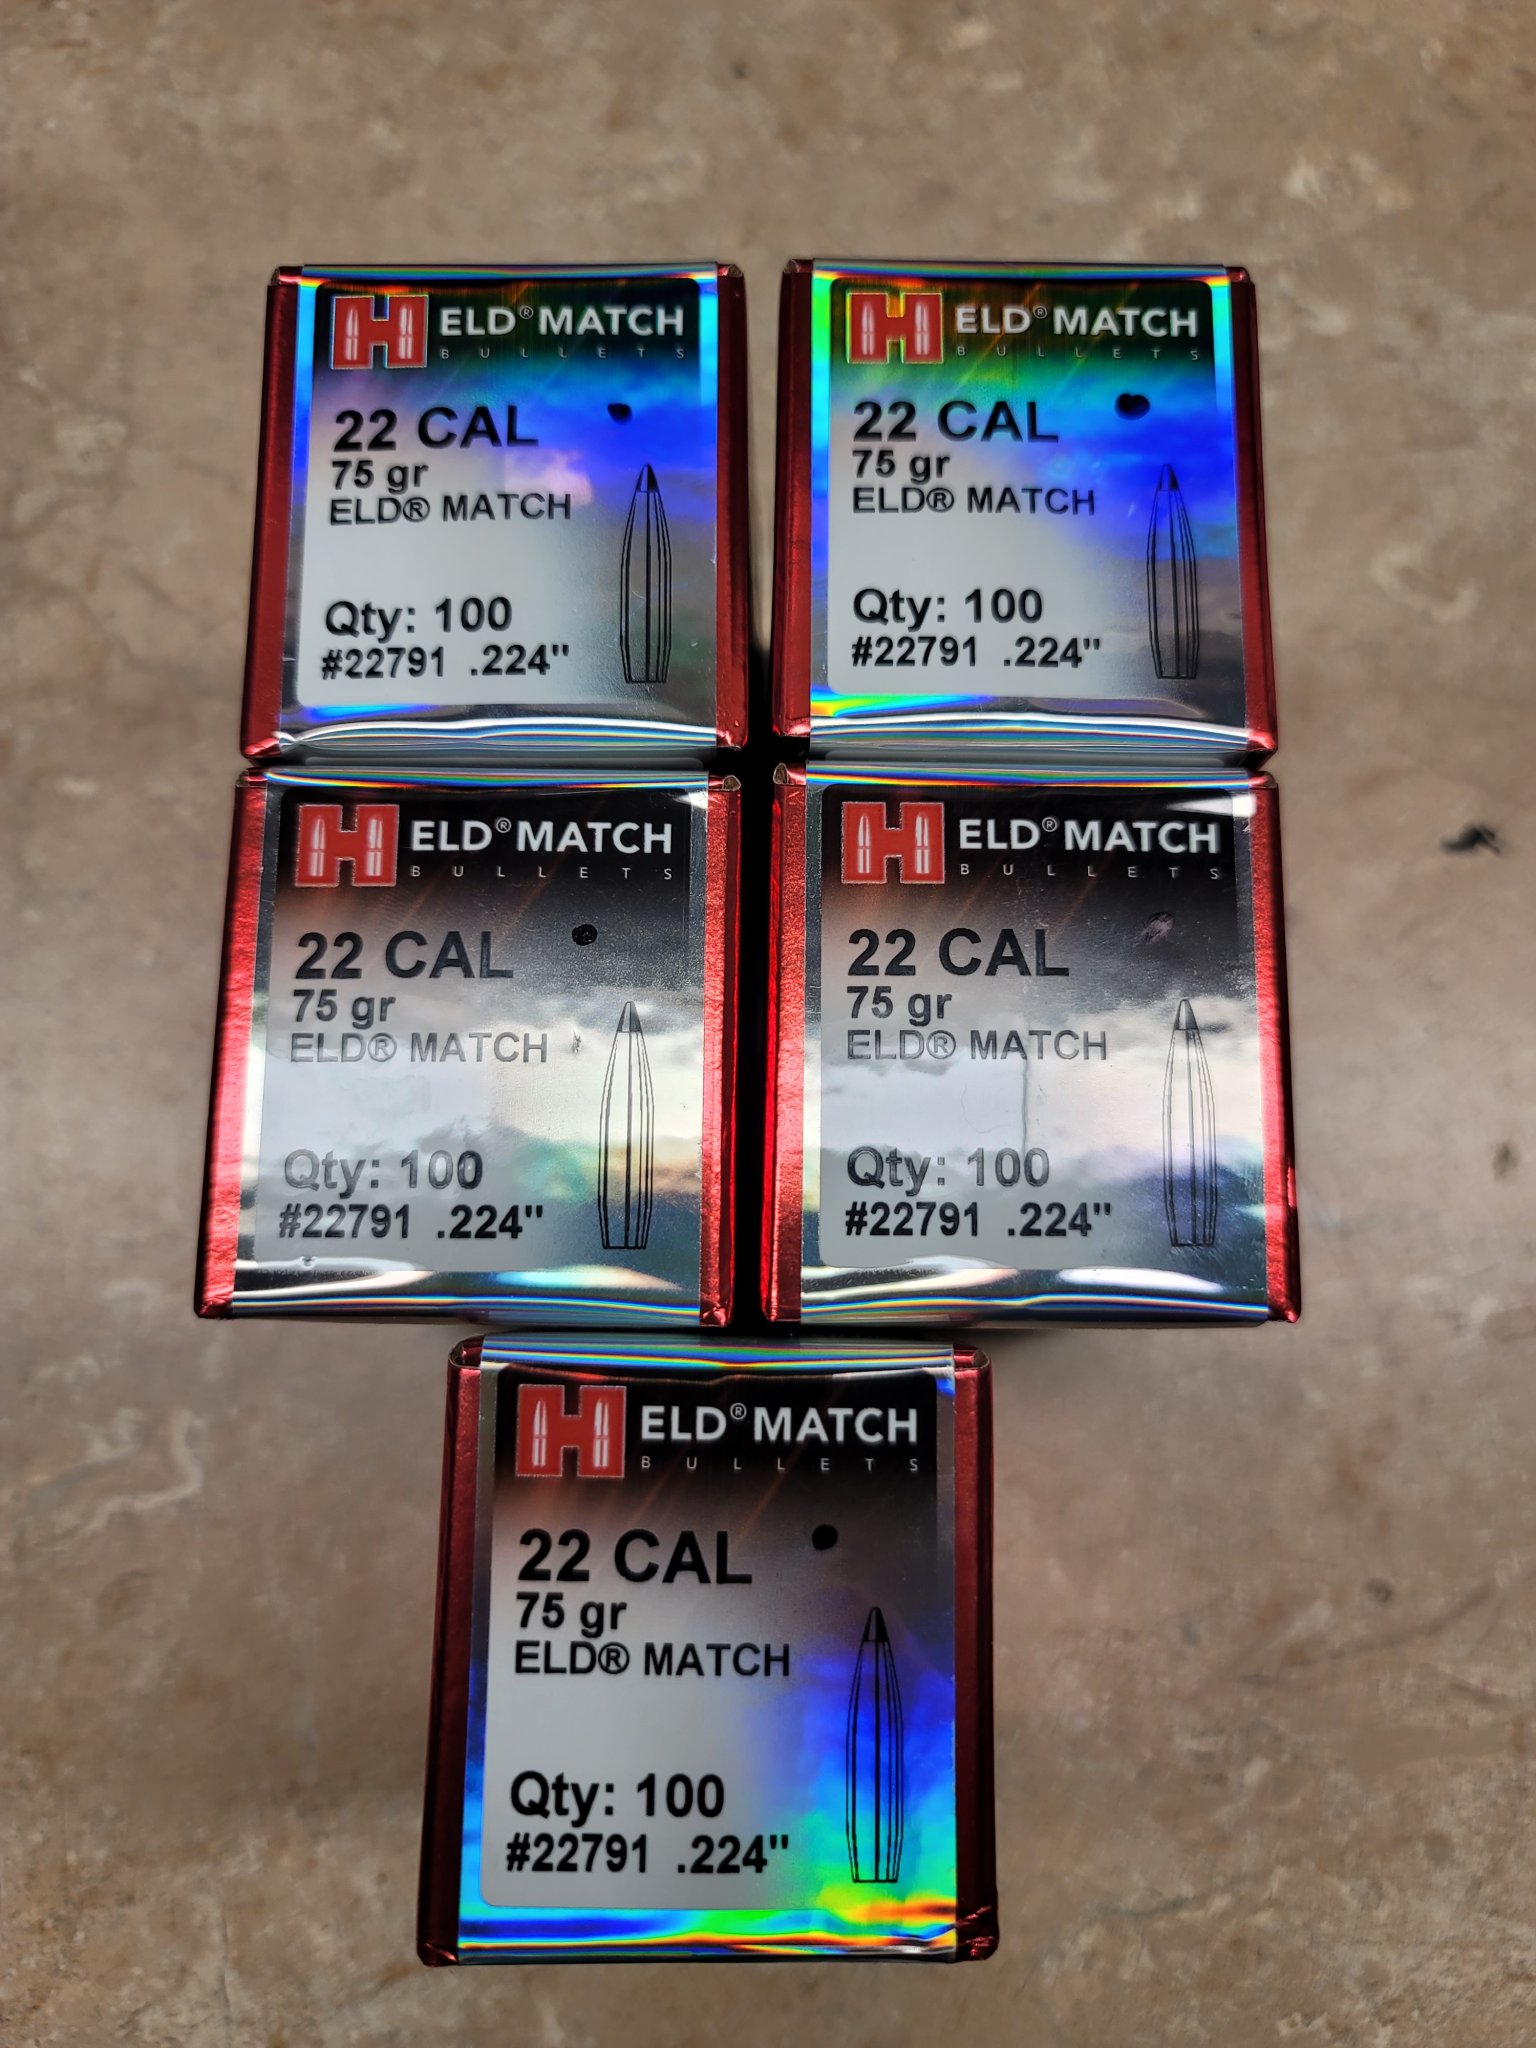 H ELD® MATCH
BULLETS
22 CAL
75 gr
ELD® MATCH
Qty: 100
#22791 .224"
H ELD® MATCH
BULLETS
22 CAL
75 gr
ELD® MATCH
Qty: 100
#22791 .224"
H ELD® MATCH
BULLETS
22 CAL
75 gr
ELD® MATCH
Qty: 100
#22791 .224"
H ELD® MATCH
BULLETS
22 CAL
75 gr
ELD® MATCH
Qty: 100
#22791 .224"
H ELD® MATCH
BULLETS
22 CAL
75 gr
ELD® MATCH
Qty: 100
#22791 .224"